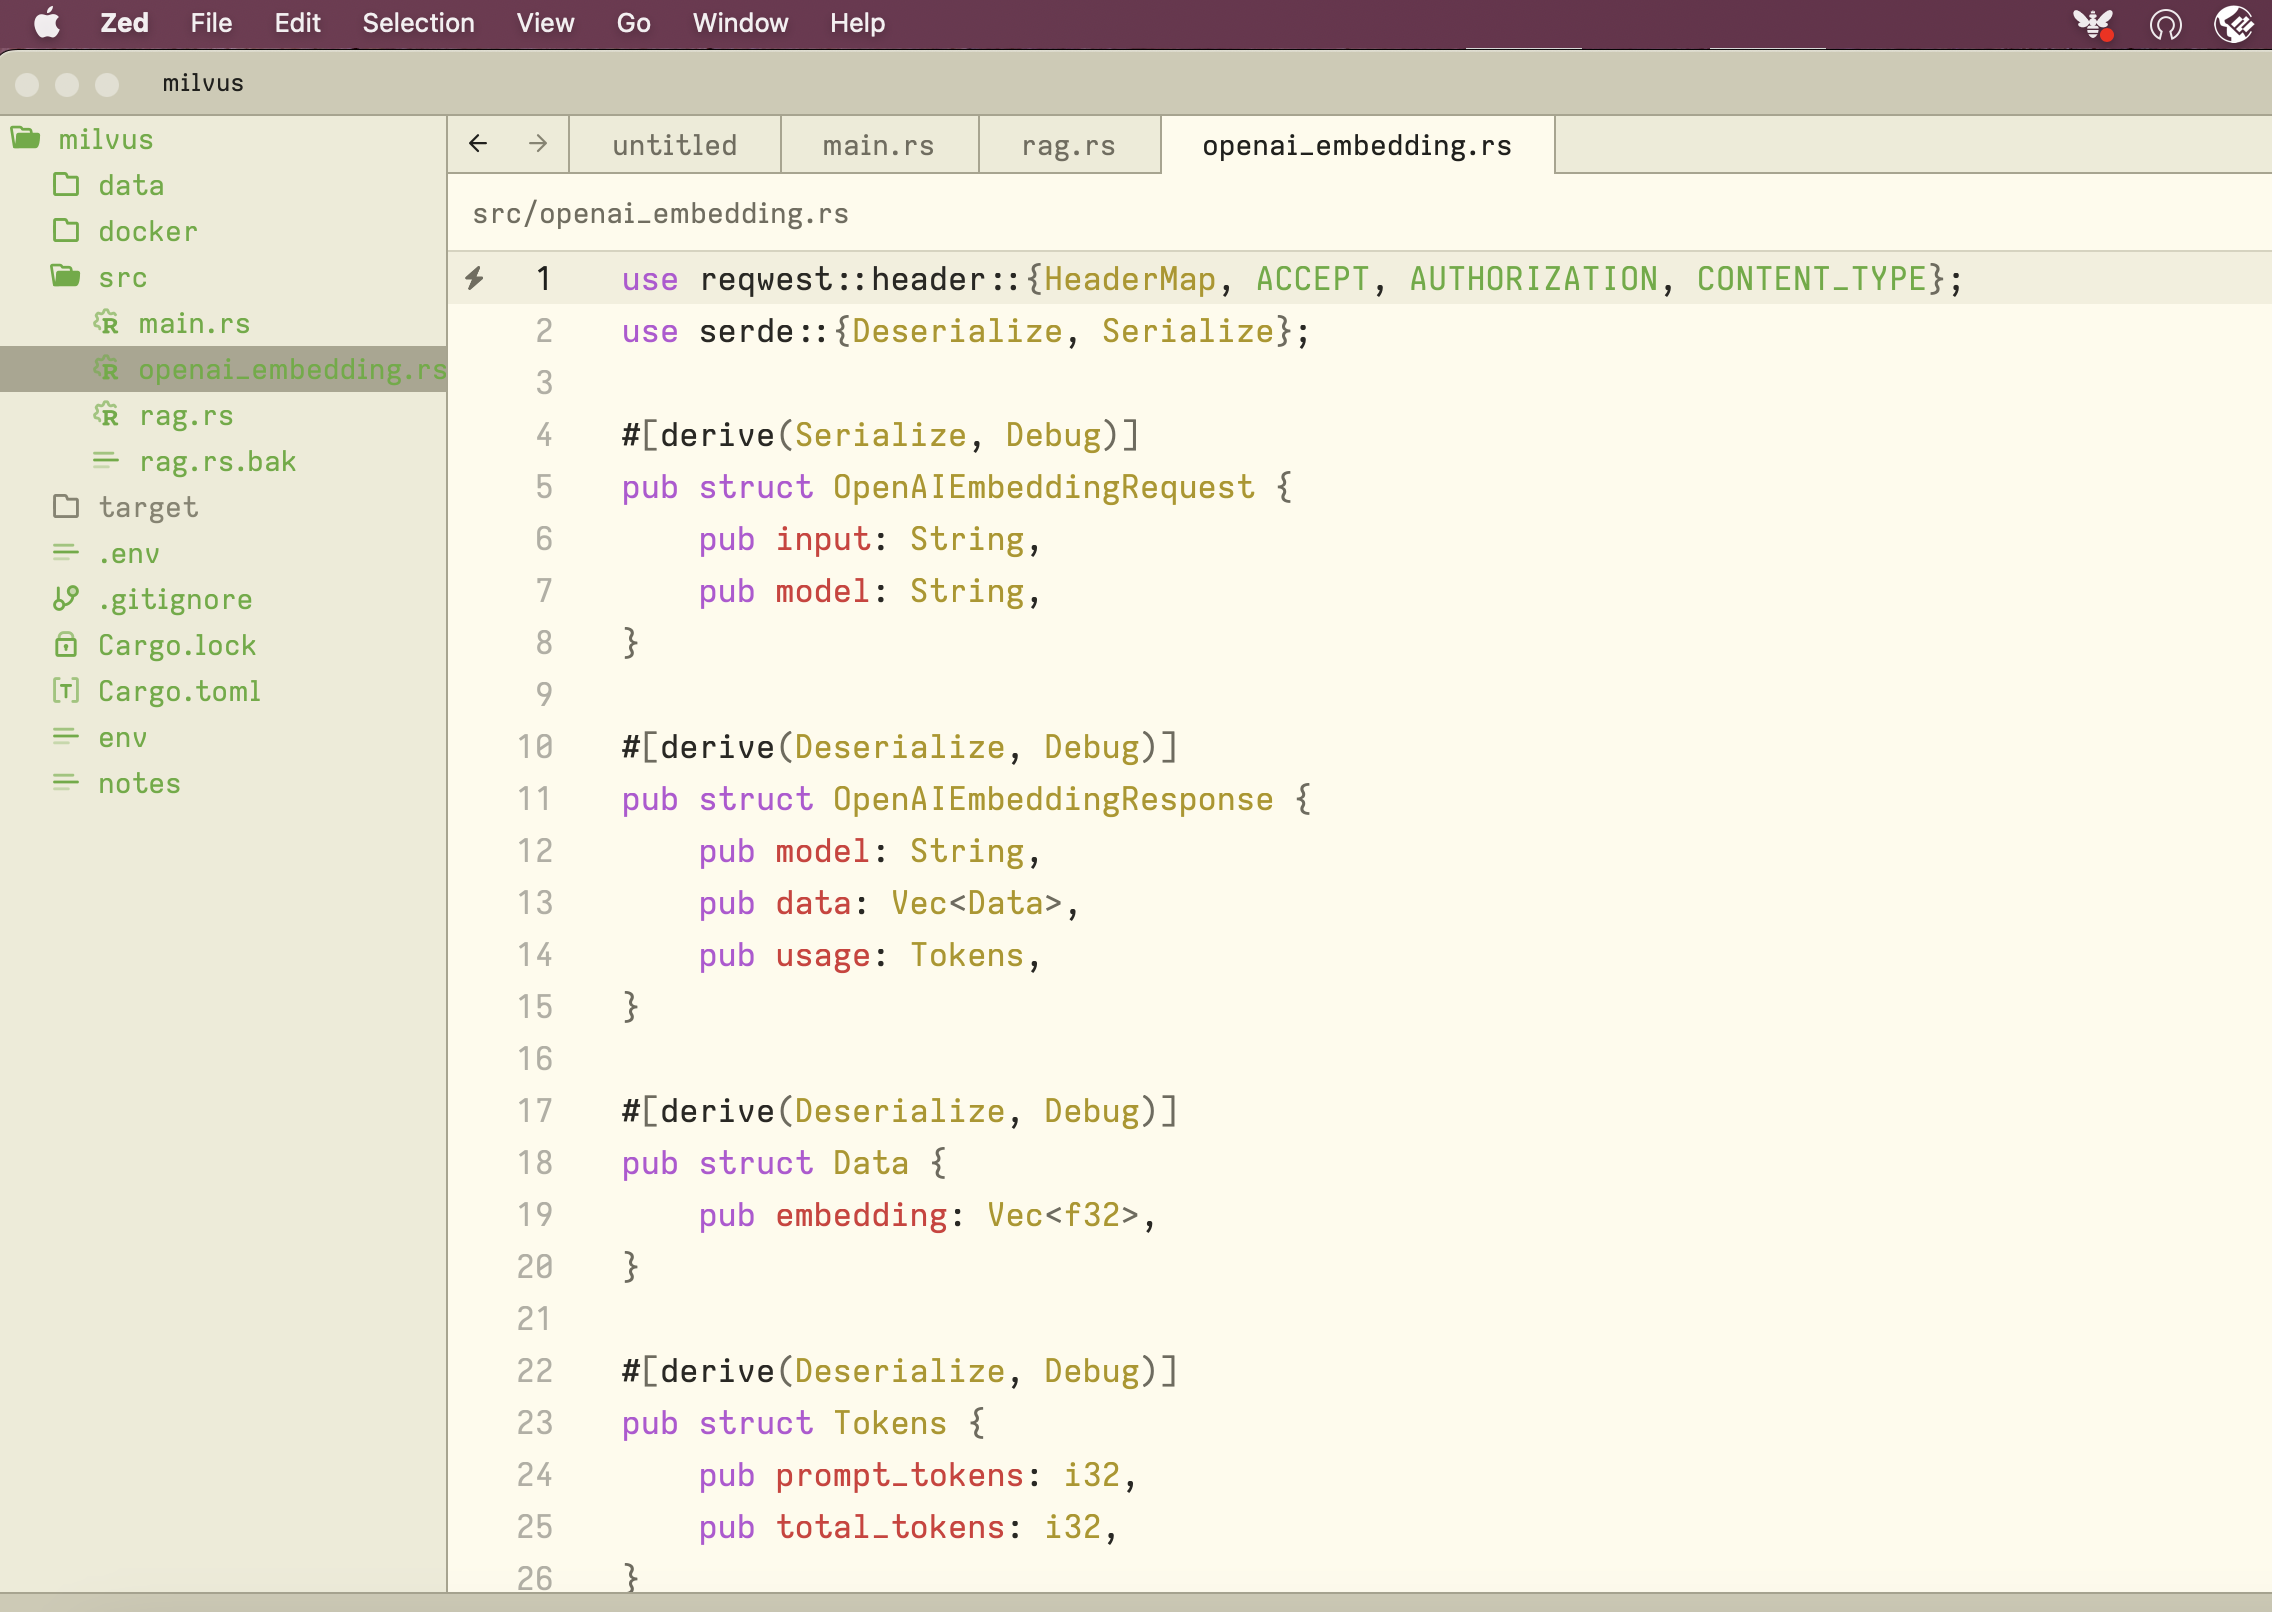 Zed File Edit Selection View Go Window Help
milvus
milvus
data
docker
src
main.rs
openai_embedding.rs
rag.rs
rag.rs.bak
target
.env
.gitignore
Cargo.lock
Cargo.toml
env
notes
untitled main.rs rag.rs openai_embedding.rs
src/openai_embedding.rs
1 use reqwest::header::{HeaderMap, ACCEPT, AUTHORIZATION, CONTENT_TYPE};
2 use serde::{Deserialize, Serialize};
3
4 #[derive(Serialize, Debug)]
5 pub struct OpenAIEmbeddingRequest {
6     pub input: String,
7     pub model: String,
8 }
9
10 #[derive(Deserialize, Debug)]
11 pub struct OpenAIEmbeddingResponse {
12     pub model: String,
13     pub data: Vec<Data>,
14     pub usage: Tokens,
15 }
16
17 #[derive(Deserialize, Debug)]
18 pub struct Data {
19     pub embedding: Vec<f32>,
20 }
21
22 #[derive(Deserialize, Debug)]
23 pub struct Tokens {
24     pub prompt_tokens: i32,
25     pub total_tokens: i32,
26 }